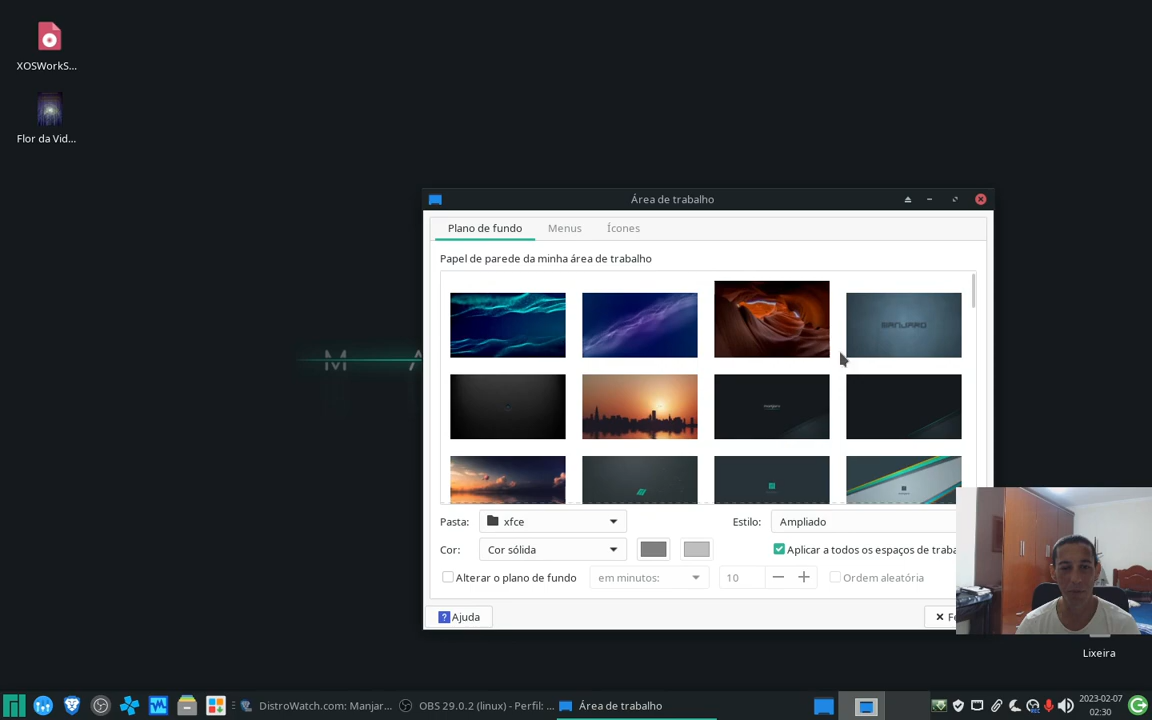 XOSWorkS...
Flor da Vid...
Área de trabalho
Plano de fundo Menus Ícones
Papel de parede da minha área de trabalho
MANJARO
M A
Pasta: xfce Estilo: Ampliado
Cor: Cor sólida Aplicar a todos os espaços de traba
Alterar o plano de fundo em minutos: 10 Ordem aleatória
? Ajuda F
Lixeira
DistroWatch.com: Manjar... OBS 29.0.2 (linux) - Perfil: ... Área de trabalho 2023-02-07
02:30